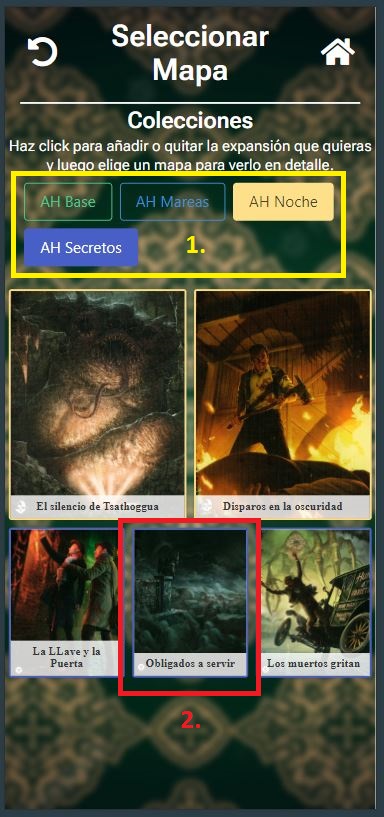 Seleccionar
Mapa
Colecciones
Haz click para añadir o quitar la expansión que quieras
y luego elige un mapa para verlo en detalle.
AH Base
AH Mareas
AH Noche
AH Secretos
1.
El silencio de Tsathoggua
Disparos en la oscuridad
La LLave y la
Puerta
Obligados a servir
Los muertos gritan
2.